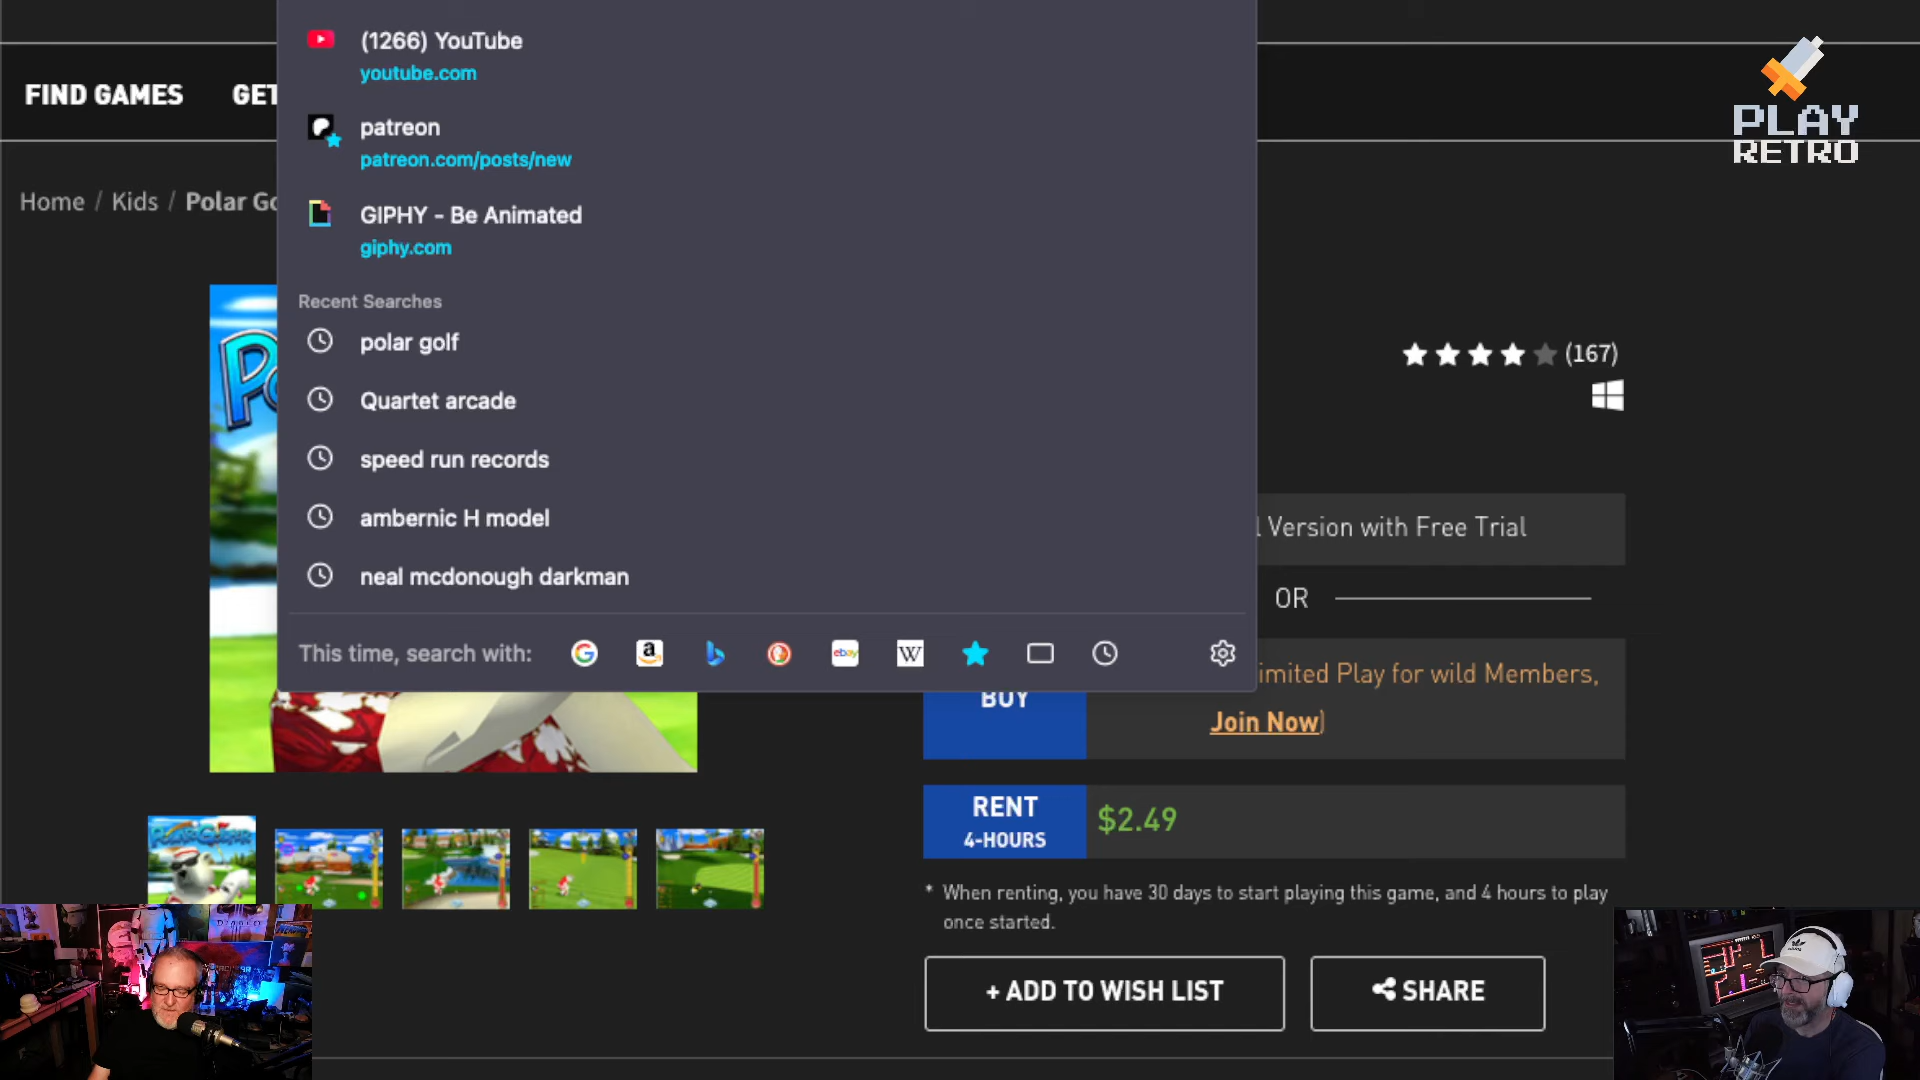 (1266) YouTube
youtube.com
FIND GAMES GET
patreon
patreon.com/posts/new
PLAY
RETRO
Home / Kids / Polar Go
GIPHY - Be Animated
giphy.com
Recent Searches
polar golf
(167)
Quartet arcade
speed run records
ambernic H model
l Version with Free Trial
neal mcdonough darkman
OR
This time, search with:
a
ebay
W
imited Play for wild Members,
BUY
Join Now)
RENT
4-HOURS
$2.49
* When renting, you have 30 days to start playing this game, and 4 hours to play
once started.
+ ADD TO WISH LIST
SHARE